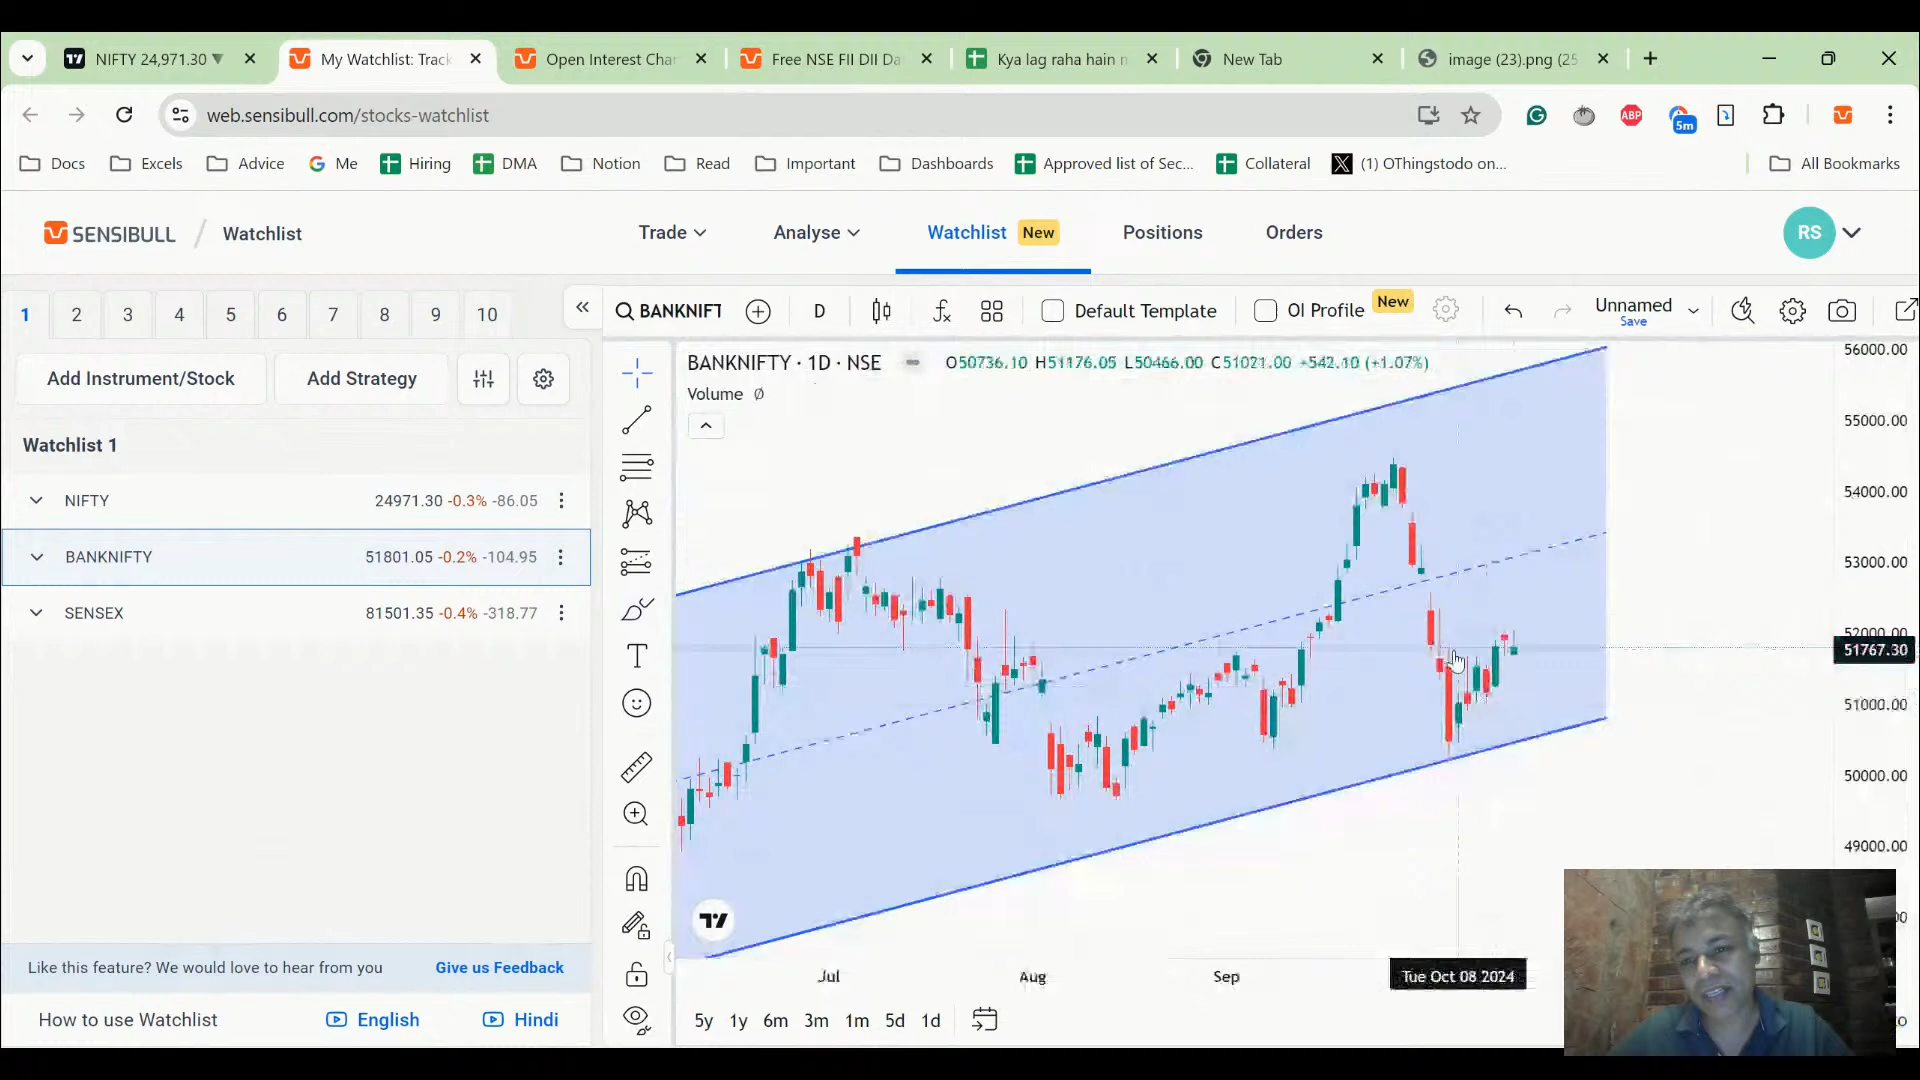 NIFTY 24,971.30 ▼
My Watchlist: Track
Open Interest Cha
Free NSE FII DII Da
Kya lag raha hain m
New Tab
image (23).png (25
web.sensibull.com/stocks-watchlist
ABP
5m
Docs
Excels
Advice
Me
Hiring
DMA
Notion
Read
Important
Dashboards
Approved list of Sec...
Collateral
(1) OThingstodo on...
All Bookmarks
SENSIBULL / Watchlist
Trade
Analyse
Watchlist New
Positions
Orders
RS
1 2 3 4 5 6 7 8 9 10
BANKNIFT
D
Default Template
OI Profile New
Unnamed
Save
Add Instrument/Stock
Add Strategy
Watchlist 1
NIFTY 24971.30 -0.3% -86.05
BANKNIFTY 51801.05 -0.2% -104.95
SENSEX 81501.35 -0.4% -318.77
BANKNIFTY · 1D · NSE O50736.10 H51176.05 L50466.00 C51021.00 +542.10 (+1.07%)
Volume Ø
56000.00
55000.00
54000.00
53000.00
52000.00
51767.30
51000.00
50000.00
49000.00
Jul
Aug
Sep
Tue Oct 08 2024
5y 1y 6m 3m 1m 5d 1d
Like this feature? We would love to hear from you
Give us Feedback
How to use Watchlist
English
Hindi